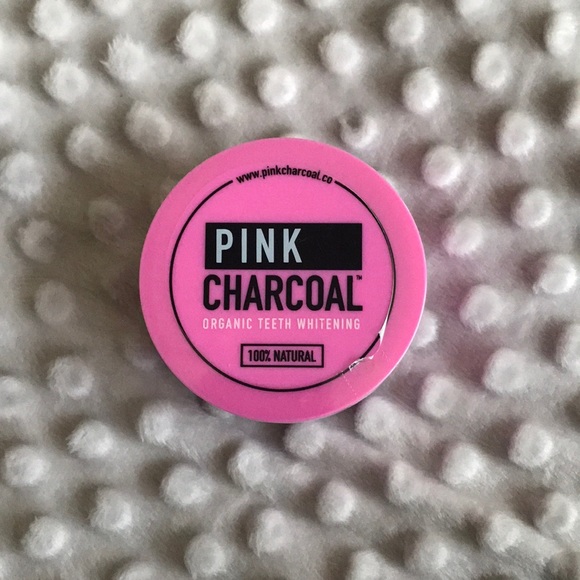 www.pinkcharcoal.co
PINK
CHARCOAL™
ORGANIC TEETH WHITENING
100% NATURAL